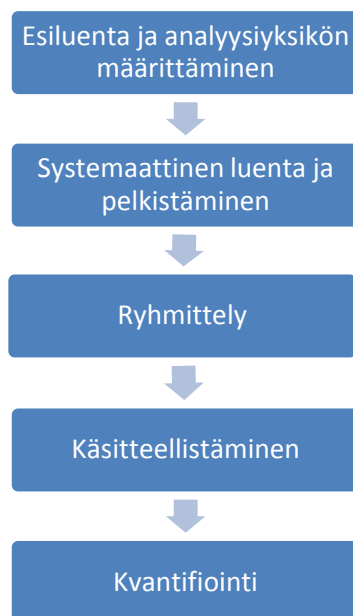 Esiluenta ja analyysiyksikön
määrittäminen
Systemaattinen luenta ja
pelkistäminen
Ryhmittely
Käsitteellistäminen
Kvantifiointi